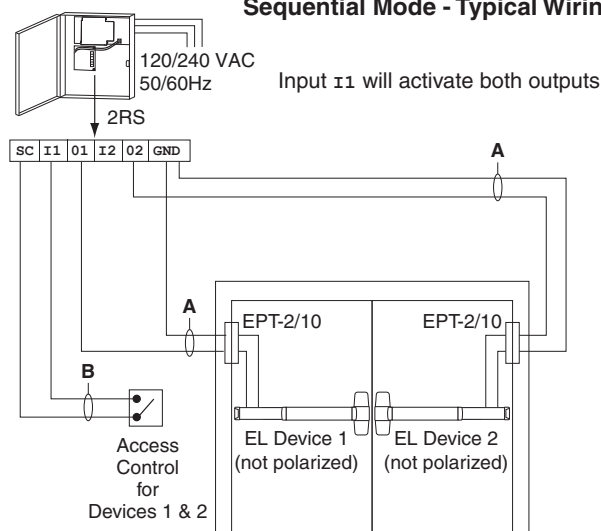 Sequential Mode - Typical Wirin
120/240 VAC
50/60Hz
Input I1 will activate both outputs
2RS
SC I1 01 I2 02 GND
A
A
EPT-2/10
EPT-2/10
B
EL Device 1
(not polarized)
EL Device 2
(not polarized)
Access
Control
for
Devices 1 & 2